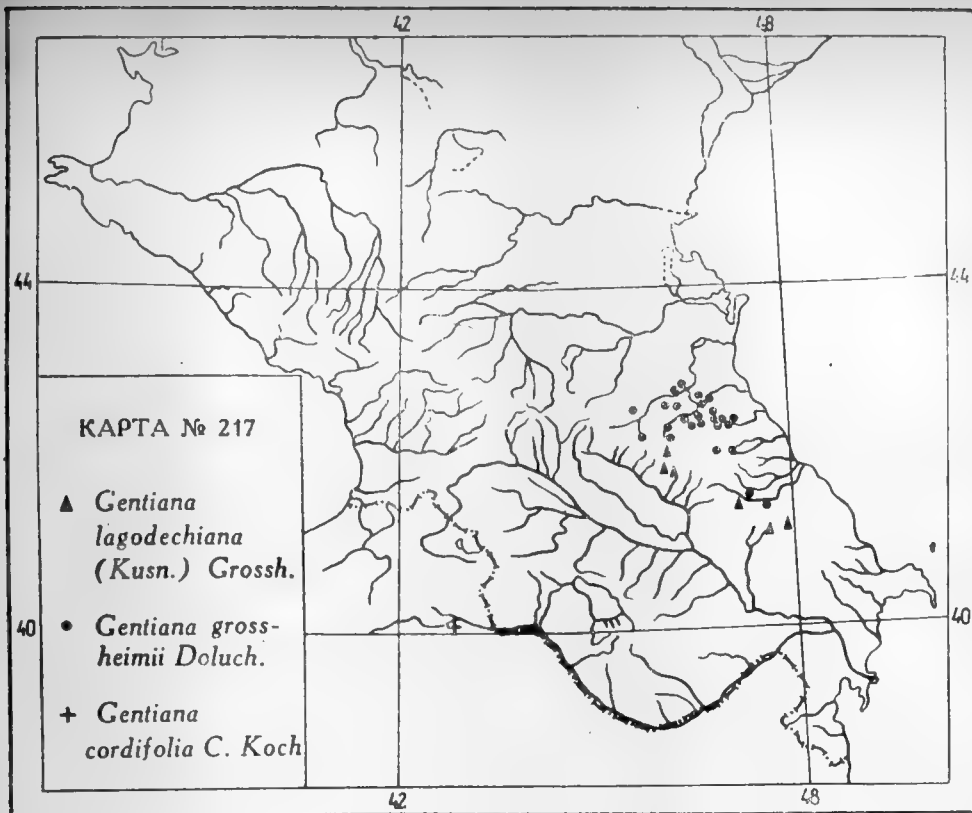 42 48
44 44
КАРТА № 217
Gentiana
lagodechiana
(Kusn.) Grossh.
Gentiana gross-
heimii Doluch.
Gentiana
cordifolia C. Koch
40 40
42 48